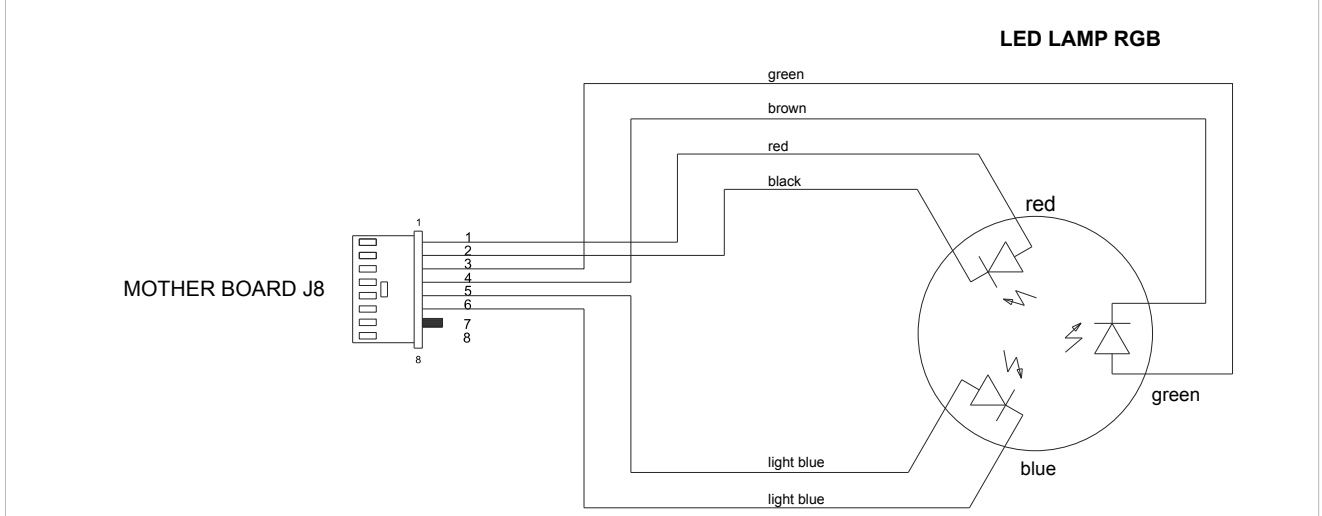 LED LAMP RGB
green
brown
red
black
red
1
1
2
3
4
5
6
7
8
8
MOTHER BOARD J8
green
light blue
blue
light blue